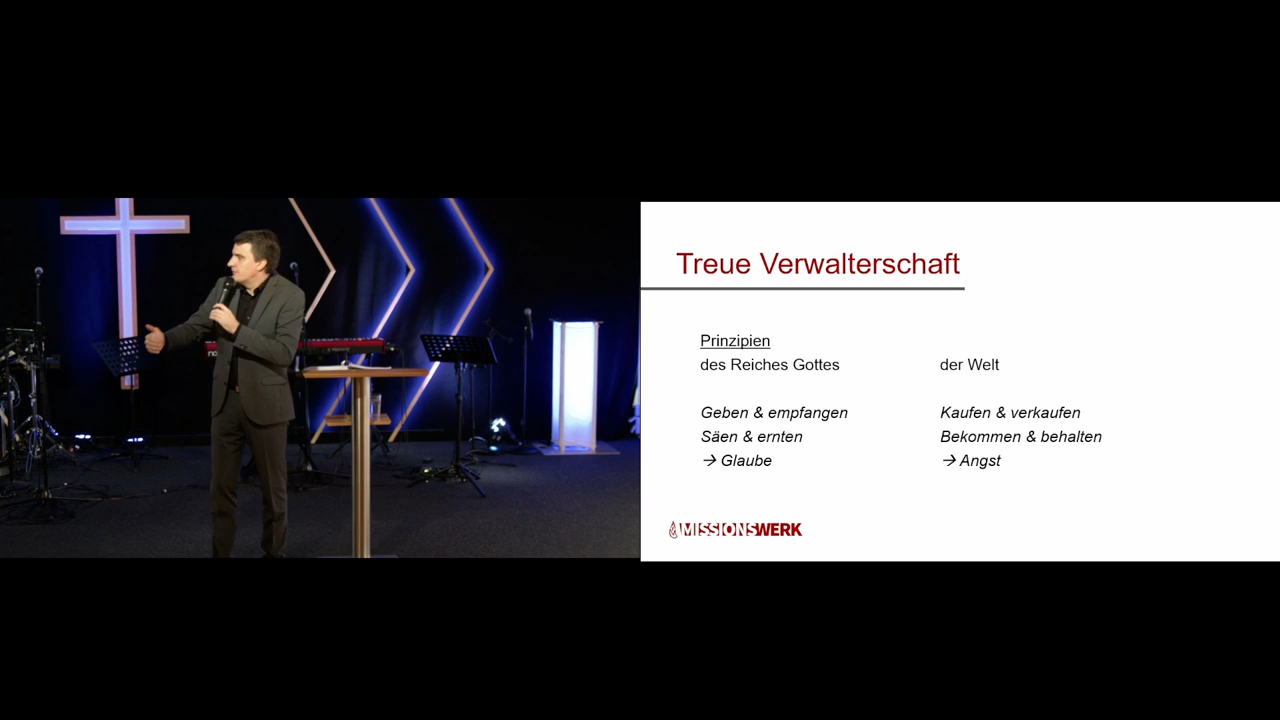 Treue Verwalterschaft
Prinzipien
des Reiches Gottes
der Welt
Geben & empfangen
Kaufen & verkaufen
Säen & ernten
Bekommen & behalten
→ Glaube
→ Angst
MISSIONSWERK